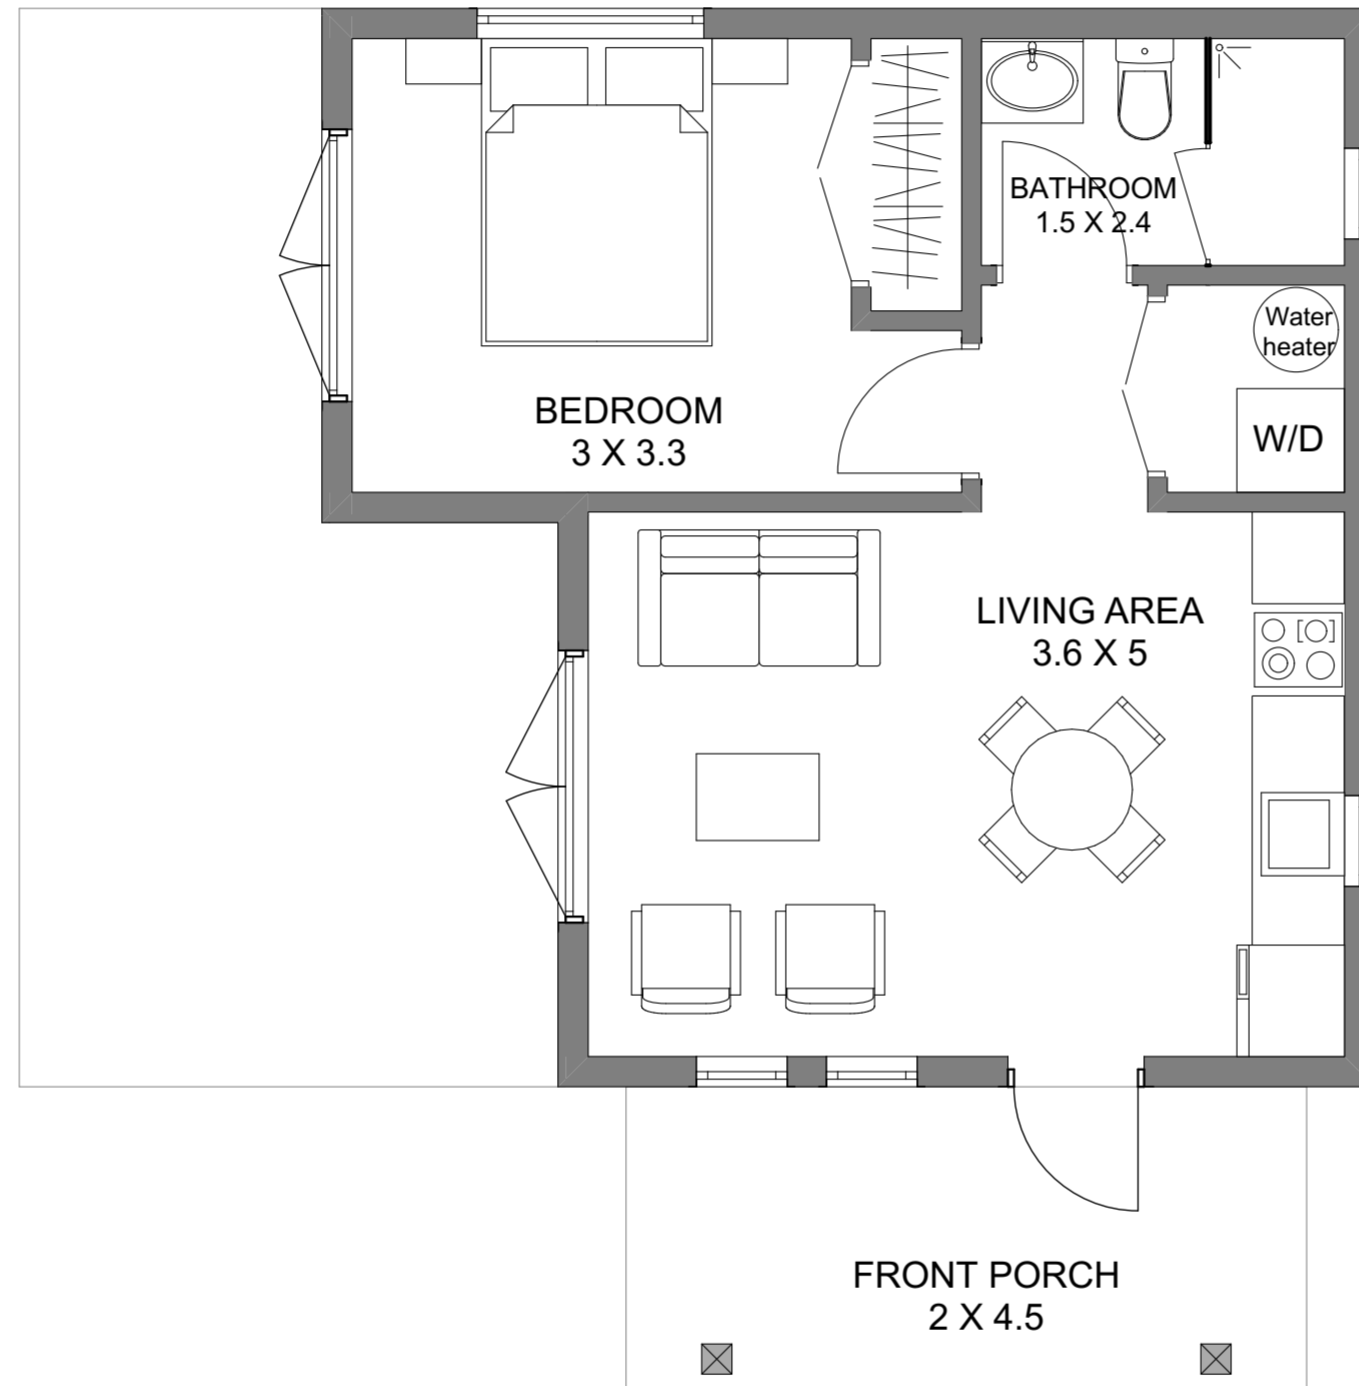 BATHROOM
1.5 X 2.4
Water
heater
BEDROOM
3 X 3.3
W/D
LIVING AREA
3.6 X 5
FRONT PORCH
2 X 4.5